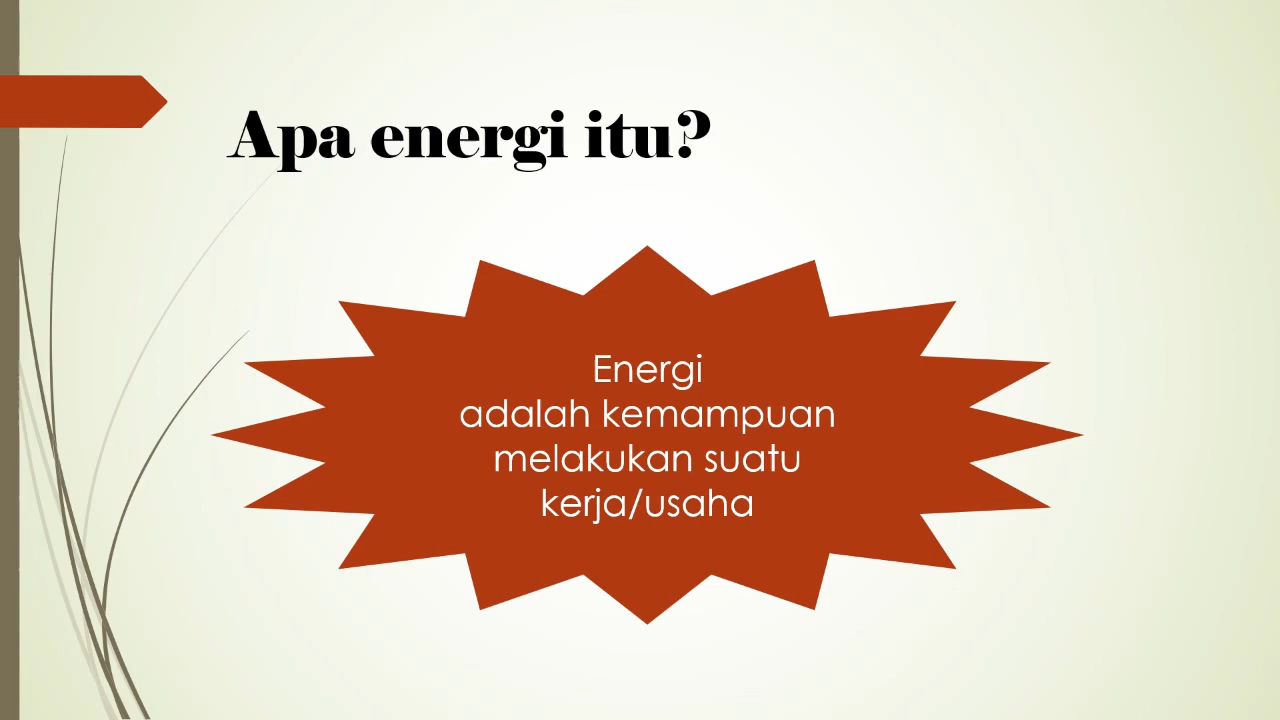 Apa energi itu?
Energi
adalah kemampuan
melakukan suatu
kerja/usaha